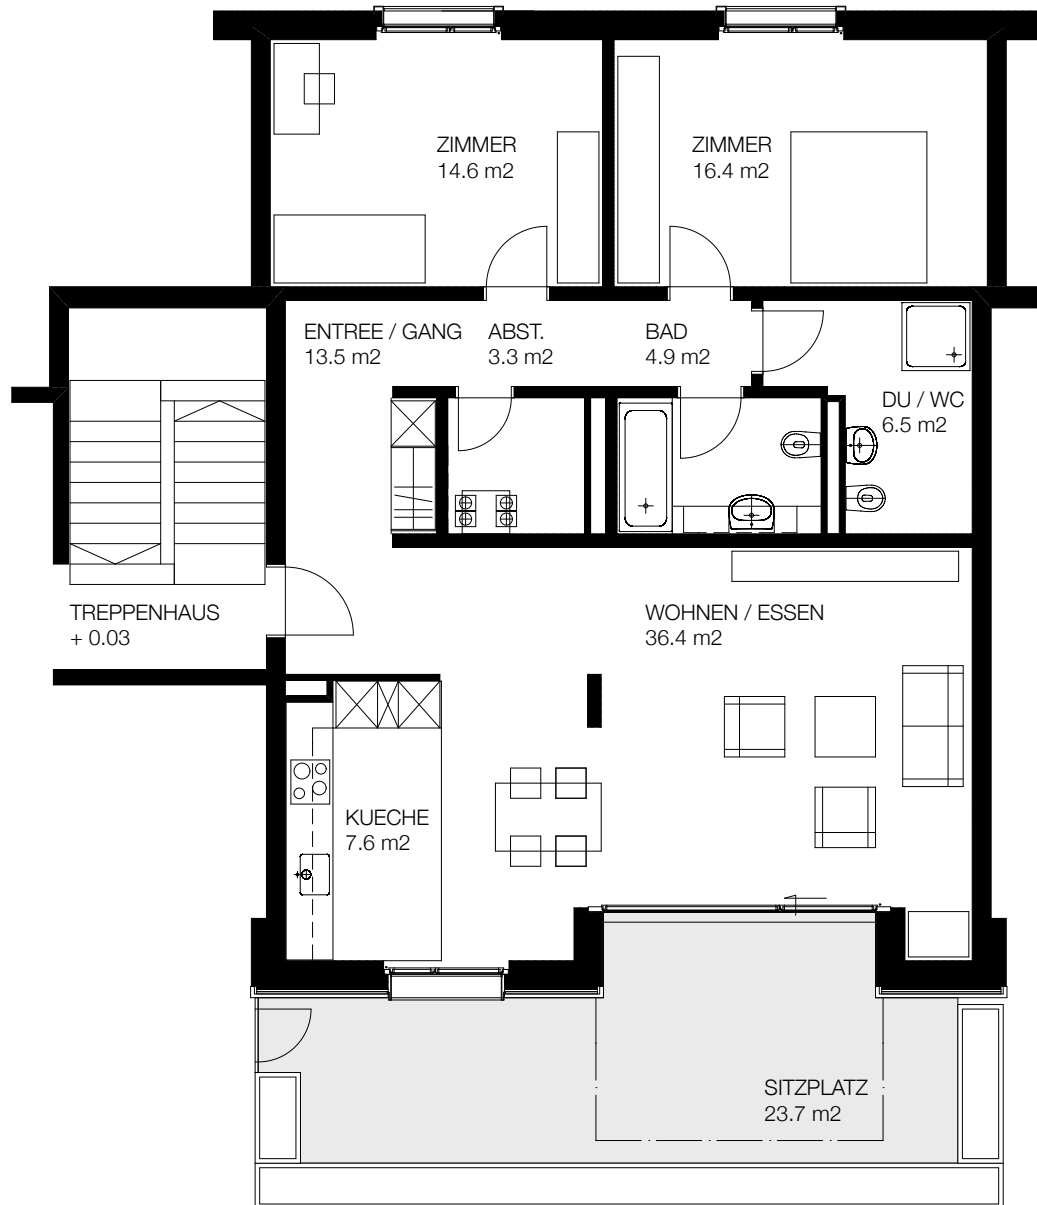 ZIMMER
14.6 m2
ZIMMER
16.4 m2
ENTREE / GANG
13.5 m2
ABST.
3.3 m2
BAD
4.9 m2
DU / WC
6.5 m2
TREPPENHAUS
+ 0.03
WOHNEN / ESSEN
36.4 m2
KUECHE
7.6 m2
SITZPLATZ
23.7 m2